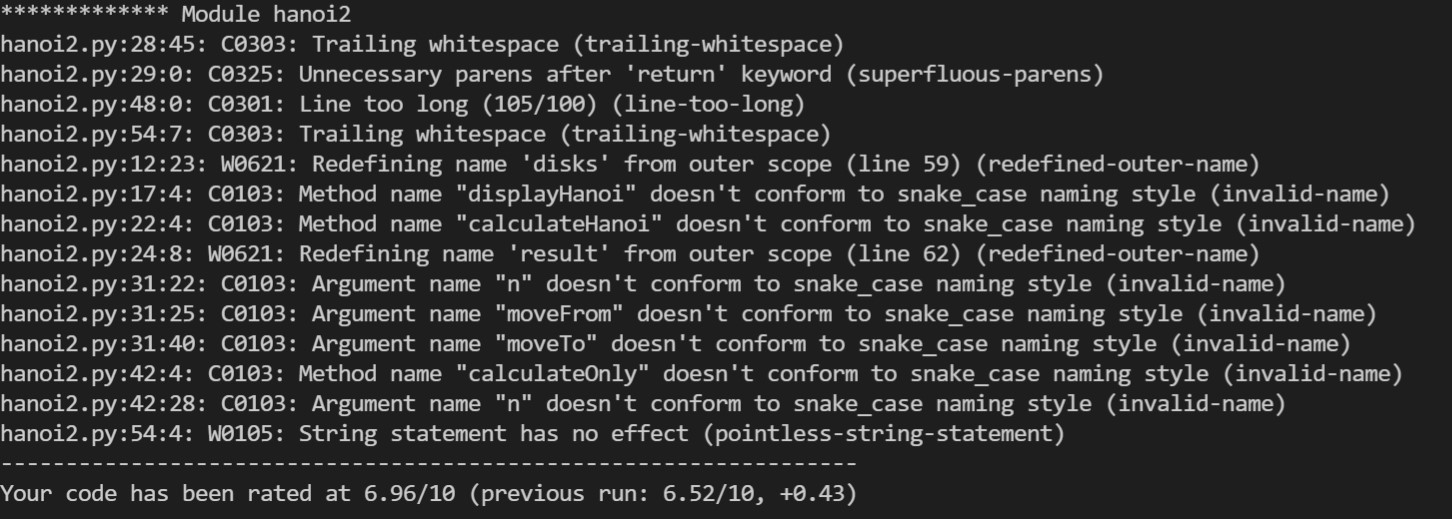 ************* Module hanoi2
hanoi2.py:28:45: C0303: Trailing whitespace (trailing-whitespace)
hanoi2.py:29:0: C0325: Unnecessary parens after 'return' keyword (superfluous-parens)
hanoi2.py:48:0: C0301: Line too long (105/100) (line-too-long)
hanoi2.py:54:7: C0303: Trailing whitespace (trailing-whitespace)
hanoi2.py:12:23: W0621: Redefining name 'disks' from outer scope (line 59) (redefined-outer-name)
hanoi2.py:17:4: C0103: Method name "displayHanoi" doesn't conform to snake_case naming style (invalid-name)
hanoi2.py:22:4: C0103: Method name "calculateHanoi" doesn't conform to snake_case naming style (invalid-name)
hanoi2.py:24:8: W0621: Redefining name 'result' from outer scope (line 62) (redefined-outer-name)
hanoi2.py:31:22: C0103: Argument name "n" doesn't conform to snake_case naming style (invalid-name)
hanoi2.py:31:25: C0103: Argument name "moveFrom" doesn't conform to snake_case naming style (invalid-name)
hanoi2.py:31:40: C0103: Argument name "moveTo" doesn't conform to snake_case naming style (invalid-name)
hanoi2.py:42:4: C0103: Method name "calculateOnly" doesn't conform to snake_case naming style (invalid-name)
hanoi2.py:42:28: C0103: Argument name "n" doesn't conform to snake_case naming style (invalid-name)
hanoi2.py:54:4: W0105: String statement has no effect (pointless-string-statement)
------------------------------------------------------------------
Your code has been rated at 6.96/10 (previous run: 6.52/10, +0.43)